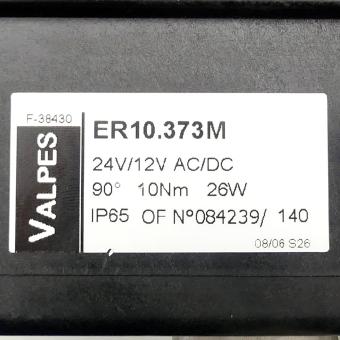 F-38430
VALPES
ER10.373M
24V/12V AC/DC
90° 10Nm 26W
IP65 OF N°084239/ 140
08/06 S26